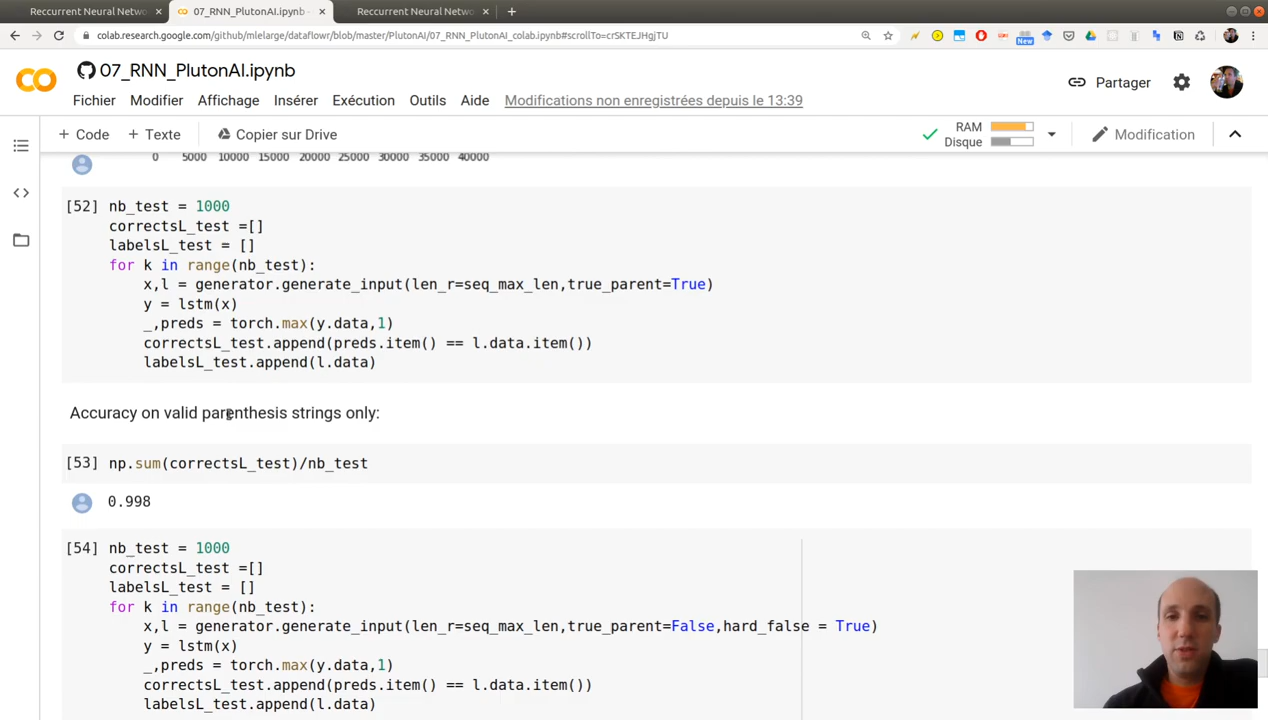 Reccurrent Neural Netwo
07_RNN_PlutonAI.ipynb -
Reccurrent Neural Netwo
colab.research.google.com/github/mlelarge/dataflowr/blob/master/PlutonAI/07_RNN_PlutonAI_colab.ipynb#scrollTo=crSKTEJHgjTU
New
CO
07_RNN_PlutonAI.ipynb
Partager
Fichier Modifier Affichage Insérer Exécution Outils Aide Modifications non enregistrées depuis le 13:39
+ Code + Texte Copier sur Drive
RAM
Disque
Modification
0 5000 10000 15000 20000 25000 30000 35000 40000
[52] nb_test = 1000
correctsL_test =[]
labelsL_test = []
for k in range(nb_test):
x,l = generator.generate_input(len_r=seq_max_len,true_parent=True)
y = lstm(x)
_,preds = torch.max(y.data,1)
correctsL_test.append(preds.item() == l.data.item())
labelsL_test.append(l.data)
Accuracy on valid parenthesis strings only:
[53] np.sum(correctsL_test)/nb_test
0.998
[54] nb_test = 1000
correctsL_test =[]
labelsL_test = []
for k in range(nb_test):
x,l = generator.generate_input(len_r=seq_max_len,true_parent=False,hard_false = True)
y = lstm(x)
_,preds = torch.max(y.data,1)
correctsL_test.append(preds.item() == l.data.item())
labelsL_test.append(l.data)